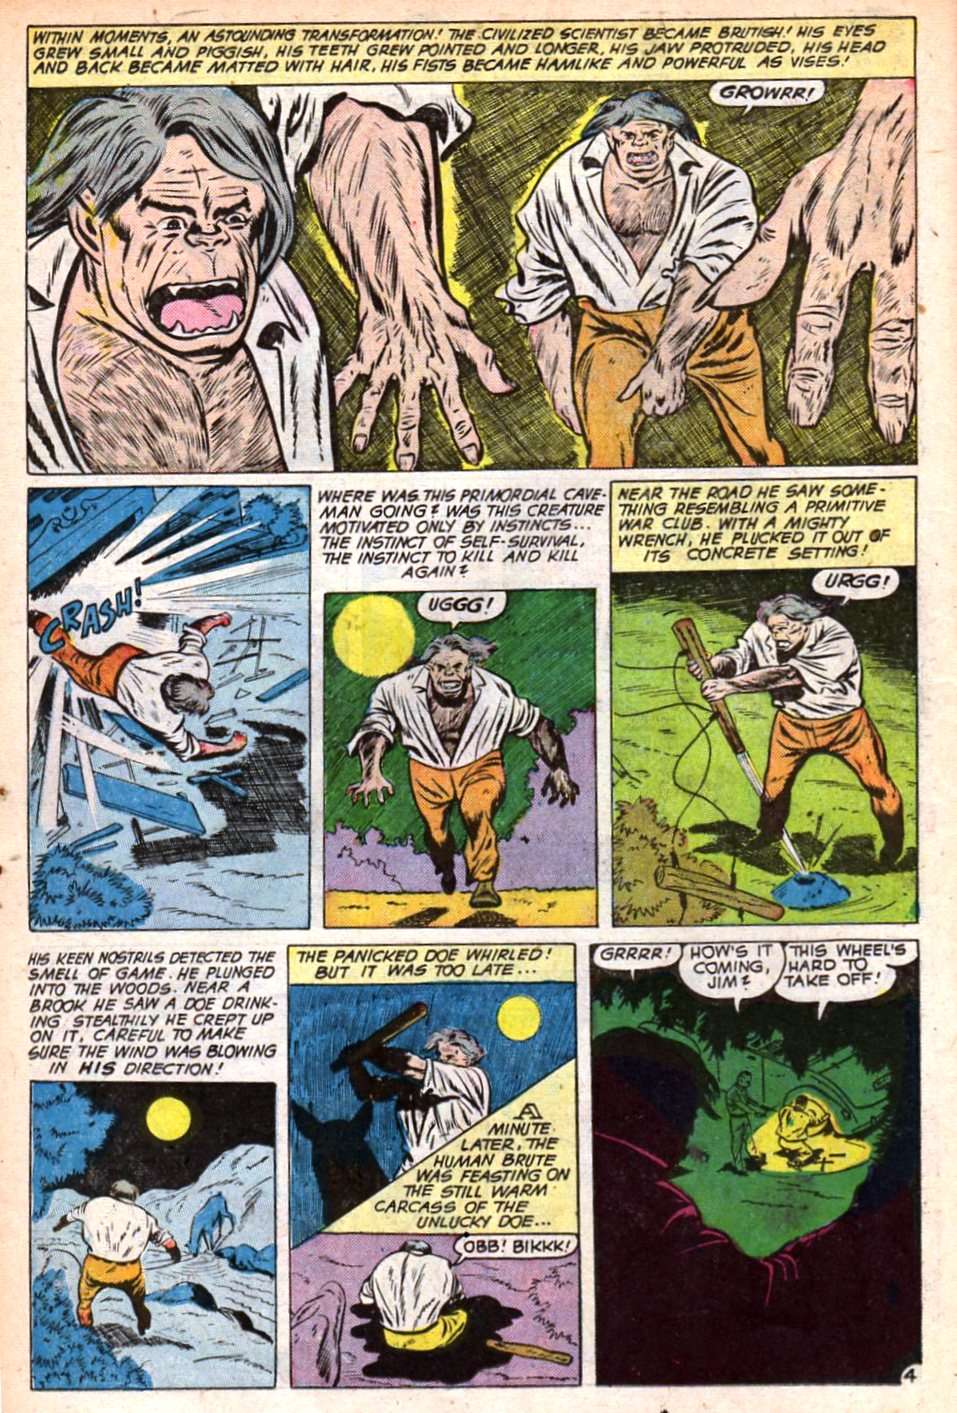 WITHIN MOMENTS, AN ASTOUNDING TRANSFORMATION! THE CIVILIZED SCIENTIST BECAME BRUTISH! HIS EYES
GREW SMALL AND PIGGISH, HIS TEETH GREW POINTED AND LONGER, HIS JAW PROTRUDED, HIS HEAD
AND BACK BECAME MATTED WITH HAIR, HIS FISTS BECAME HAMLIKE AND POWERFUL AS VISES!
GROWRR!
CRASH!
WHERE WAS THIS PRIMORDIAL CAVE-
MAN GOING? WAS THIS CREATURE
MOTIVATED ONLY BY INSTINCTS...
THE INSTINCT OF SELF-SURVIVAL,
THE INSTINCT TO KILL AND KILL
AGAIN?
UGGG!
NEAR THE ROAD HE SAW SOME-
THING RESEMBLING A PRIMITIVE
WAR CLUB. WITH A MIGHTY
WRENCH, HE PLUCKED IT OUT OF
ITS CONCRETE SETTING!
URGG!
HIS KEEN NOSTRILS DETECTED THE
SMELL OF GAME. HE PLUNGED
INTO THE WOODS. NEAR A
BROOK HE SAW A DOE DRINK-
ING STEALTHILY HE CREPT UP
ON IT, CAREFUL TO MAKE
SURE THE WIND WAS BLOWING
IN HIS DIRECTION!
THE PANICKED DOE WHIRLED!
BUT IT WAS TOO LATE...
A
MINUTE
LATER, THE
HUMAN BRUTE
WAS FEASTING ON
THE STILL WARM
CARCASS OF THE
UNLUCKY DOE...
OBB! BIKKK!
GRRRR!
HOW'S IT
COMING,
JIM?
THIS WHEEL'S
HARD TO
TAKE OFF!
4